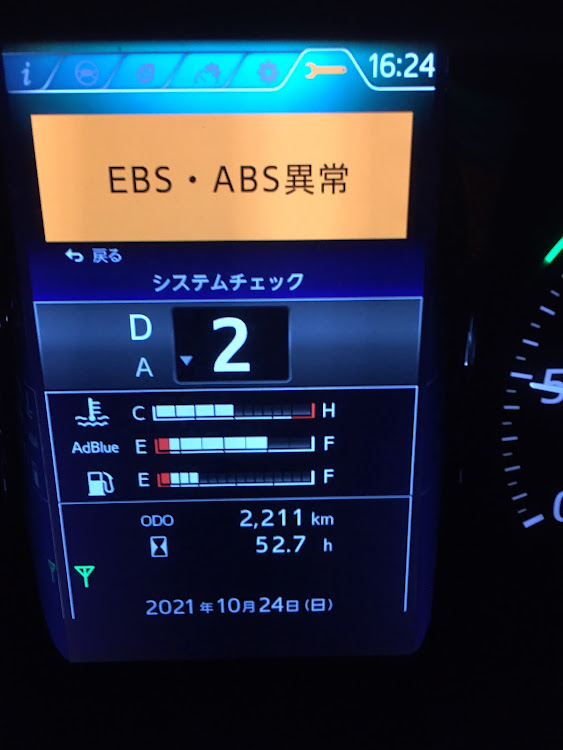 i 16:24
EBS・ABS異常
戻る
システムチェック
D 2
A
C H
AdBlue E F
E F
ODO 2,211 km
52.7 h
2021年10月24日(日)
5
0